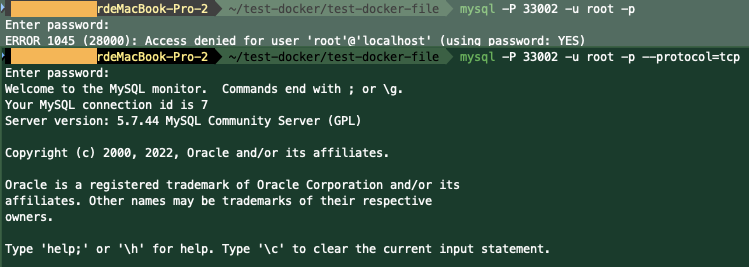 rdeMacBook-Pro-2 ~/test-docker/test-docker-file mysql -P 33002 -u root -p
Enter password:
ERROR 1045 (28000): Access denied for user 'root'@'localhost' (using password: YES)
rdeMacBook-Pro-2 ~/test-docker/test-docker-file mysql -P 33002 -u root -p --protocol=tcp
Enter password:
Welcome to the MySQL monitor.  Commands end with ; or \g.
Your MySQL connection id is 7
Server version: 5.7.44 MySQL Community Server (GPL)
Copyright (c) 2000, 2022, Oracle and/or its affiliates.
Oracle is a registered trademark of Oracle Corporation and/or its
affiliates. Other names may be trademarks of their respective
owners.
Type 'help;' or '\h' for help. Type '\c' to clear the current input statement.